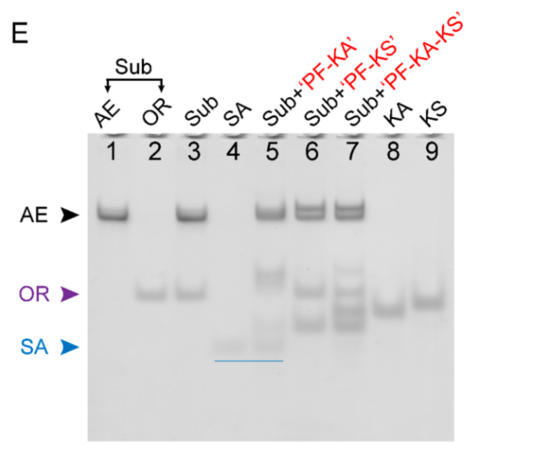 E
Sub
AE OR Sub SA Sub+‘PF-KA’ Sub+‘PF-KS’ Sub+‘PF-KA-KS’ KA KS
1 2 3 4 5 6 7 8 9
AE
OR
SA